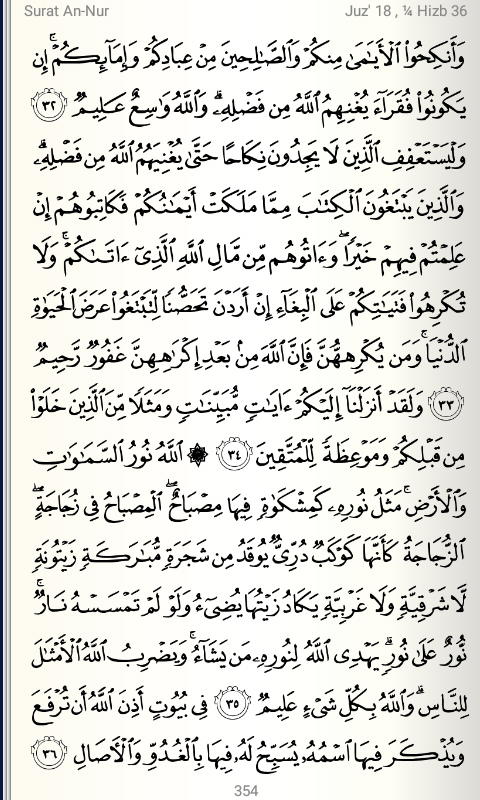 Surat An-Nur Juz' 18 , ¼ Hizb 36
وَأَنكِحُوا۟ ٱلْأَيَـٰمَىٰ مِنكُمْ وَٱلصَّـٰلِحِينَ مِنْ عِبَادِكُمْ وَإِمَآئِكُمْ ۚ إِن
يَكُونُوا۟ فُقَرَآءَ يُغْنِهِمُ ٱللَّهُ مِن فَضْلِهِۦ ۗ وَٱللَّهُ وَٰسِعٌ عَلِيمٌ ٣٢
وَلْيَسْتَعْفِفِ ٱلَّذِينَ لَا يَجِدُونَ نِكَاحًا حَتَّىٰ يُغْنِيَهُمُ ٱللَّهُ مِن فَضْلِهِۦ ۗ
وَٱلَّذِينَ يَبْتَغُونَ ٱلْكِتَـٰبَ مِمَّا مَلَكَتْ أَيْمَـٰنُكُمْ فَكَاتِبُوهُمْ إِنْ
عَلِمْتُمْ فِيهِمْ خَيْرًا ۖ وَءَاتُوهُم مِّن مَّالِ ٱللَّهِ ٱلَّذِىٓ ءَاتَىٰكُمْ ۚ وَلَا
تُكْرِهُوا۟ فَتَيَـٰتِكُمْ عَلَى ٱلْبِغَآءِ إِنْ أَرَدْنَ تَحَصُّنًا لِّتَبْتَغُوا۟ عَرَضَ ٱلْحَيَوٰةِ
ٱلدُّنْيَا ۚ وَمَن يُكْرِههُّنَّ فَإِنَّ ٱللَّهَ مِنۢ بَعْدِ إِكْرَٰهِهِنَّ غَفُورٌ رَّحِيمٌ
٣٣ وَلَقَدْ أَنزَلْنَآ إِلَيْكُمْ ءَايَـٰتٍ مُّبَيِّنَـٰتٍ وَمَثَلًا مِّنَ ٱلَّذِينَ خَلَوْا۟
مِن قَبْلِكُمْ وَمَوْعِظَةً لِّلْمُتَّقِينَ ٣٤ ۞ ٱللَّهُ نُورُ ٱلسَّمَـٰوَٰتِ
وَٱلْأَرْضِ ۚ مَثَلُ نُورِهِۦ كَمِشْكَوٰةٍ فِيهَا مِصْبَاحٌ ۖ ٱلْمِصْبَاحُ فِى زُجَاجَةٍ ۖ
ٱلزُّجَاجَةُ كَأَنَّهَا كَوْكَبٌ دُرِّىٌّ يُوقَدُ مِن شَجَرَةٍ مُّبَـٰرَكَةٍ زَيْتُونَةٍ
لَّا شَرْقِيَّةٍ وَلَا غَرْبِيَّةٍ يَكَادُ زَيْتُهَا يُضِىٓءُ وَلَوْ لَمْ تَمْسَسْهُ نَارٌ ۚ
نُّورٌ عَلَىٰ نُورٍ ۗ يَهْدِى ٱللَّهُ لِنُورِهِۦ مَن يَشَآءُ ۚ وَيَضْرِبُ ٱللَّهُ ٱلْأَمْثَـٰلَ
لِلنَّاسِ ۗ وَٱللَّهُ بِكُلِّ شَىْءٍ عَلِيمٌ ٣٥ فِى بُيُوتٍ أَذِنَ ٱللَّهُ أَن تُرْفَعَ
وَيُذْكَرَ فِيهَا ٱسْمُهُۥ يُسَبِّحُ لَهُۥ فِيهَا بِٱلْغُدُوِّ وَٱلْـَٔاصَالِ ٣٦
354